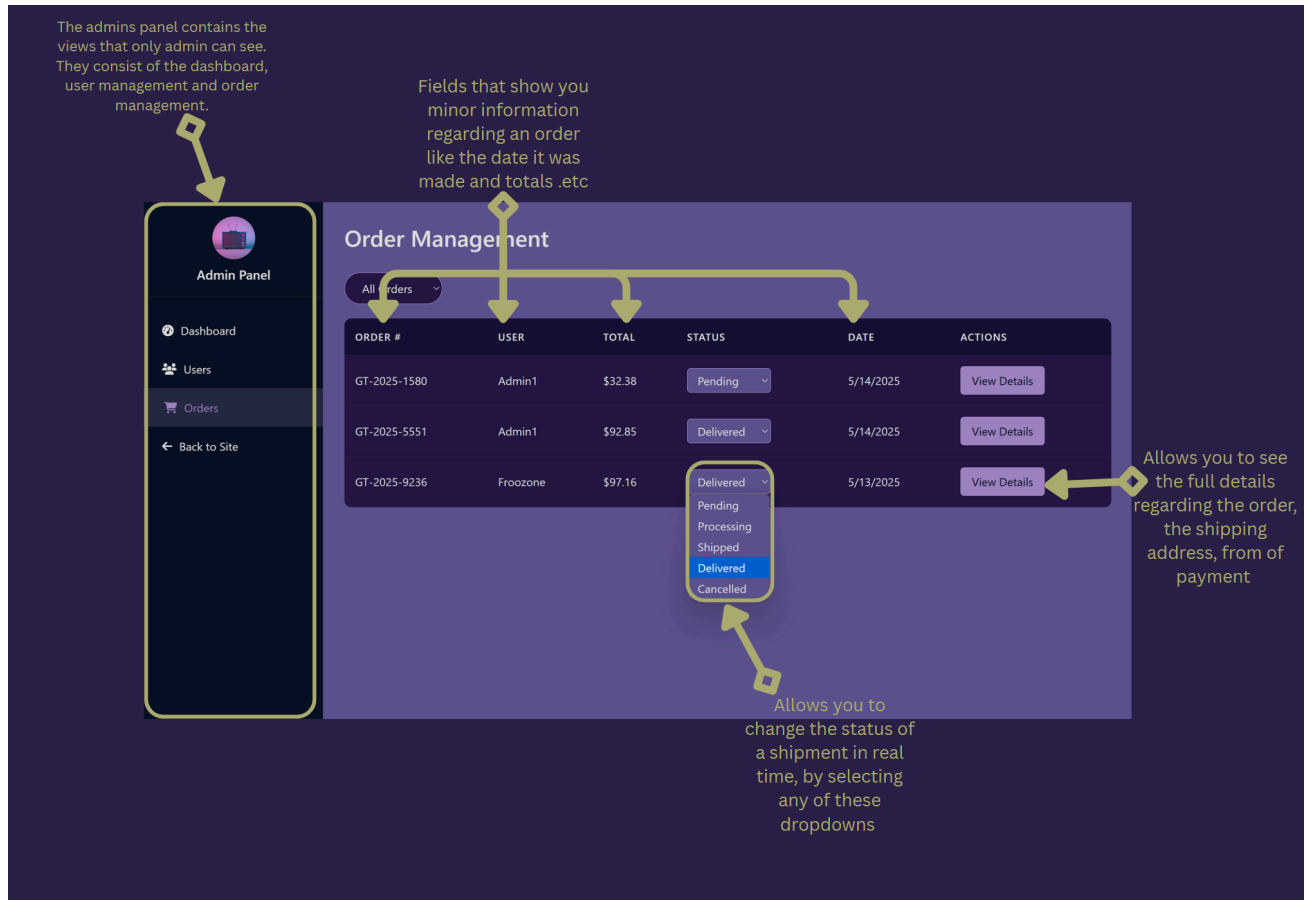 The admins panel contains the
views that only admin can see.
They consist of the dashboard,
user management and order
management.
Fields that show you
minor information
regarding an order
like the date it was
made and totals .etc
Admin Panel
Dashboard
Users
Orders
Back to Site
Order Management
All Orders
ORDER # USER TOTAL STATUS DATE ACTIONS
GT-2025-1580 Admin1 $32.38 Pending 5/14/2025 View Details
GT-2025-5551 Admin1 $92.85 Delivered 5/14/2025 View Details
GT-2025-9236 Froozone $97.16 Delivered 5/13/2025 View Details
Pending
Processing
Shipped
Delivered
Cancelled
Allows you to see
the full details
regarding the order,
the shipping
address, from of
payment
Allows you to
change the status of
a shipment in real
time, by selecting
any of these
dropdowns